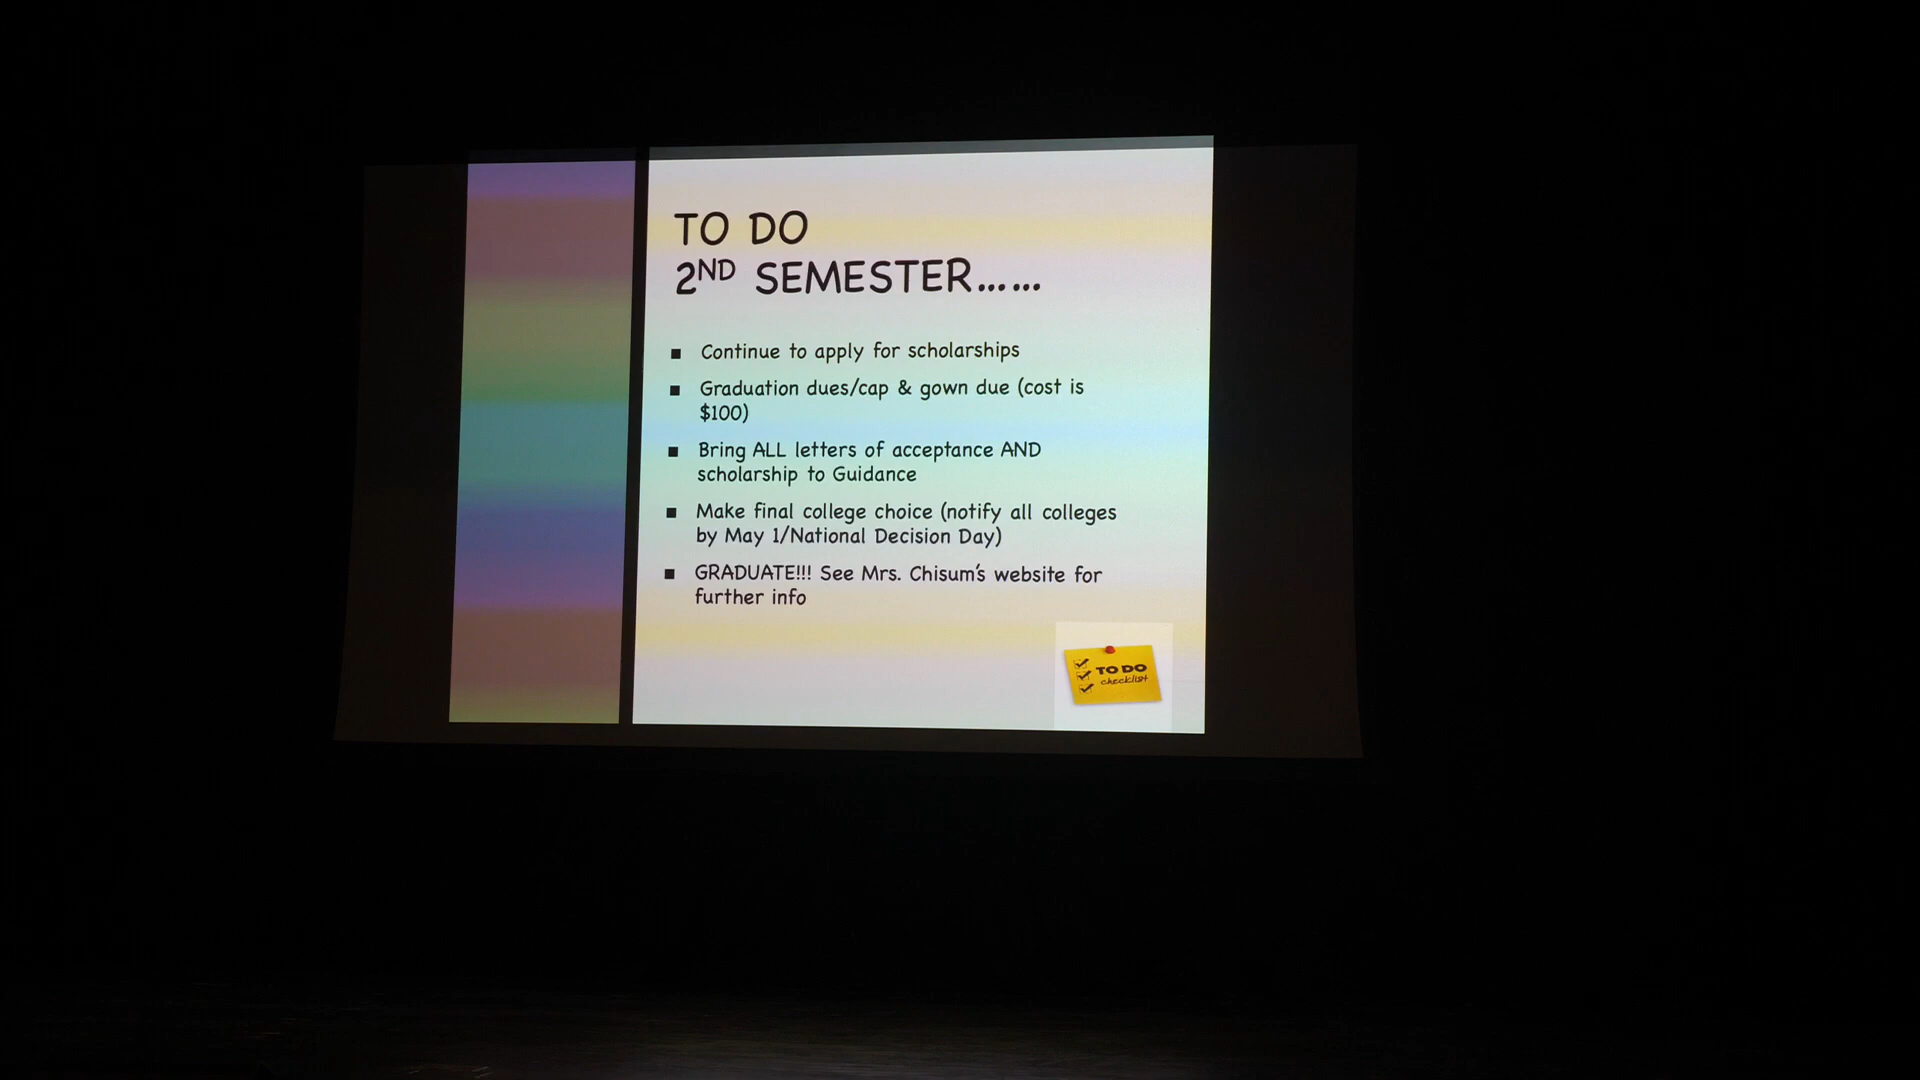 TO DO
2ND SEMESTER......
■ Continue to apply for scholarships
■ Graduation dues/cap & gown due (cost is
$100)
■ Bring ALL letters of acceptance AND
scholarship to Guidance
■ Make final college choice (notify all colleges
by May 1/National Decision Day)
■ GRADUATE!!! See Mrs. Chisum's website for
further info
TO DO
checklist